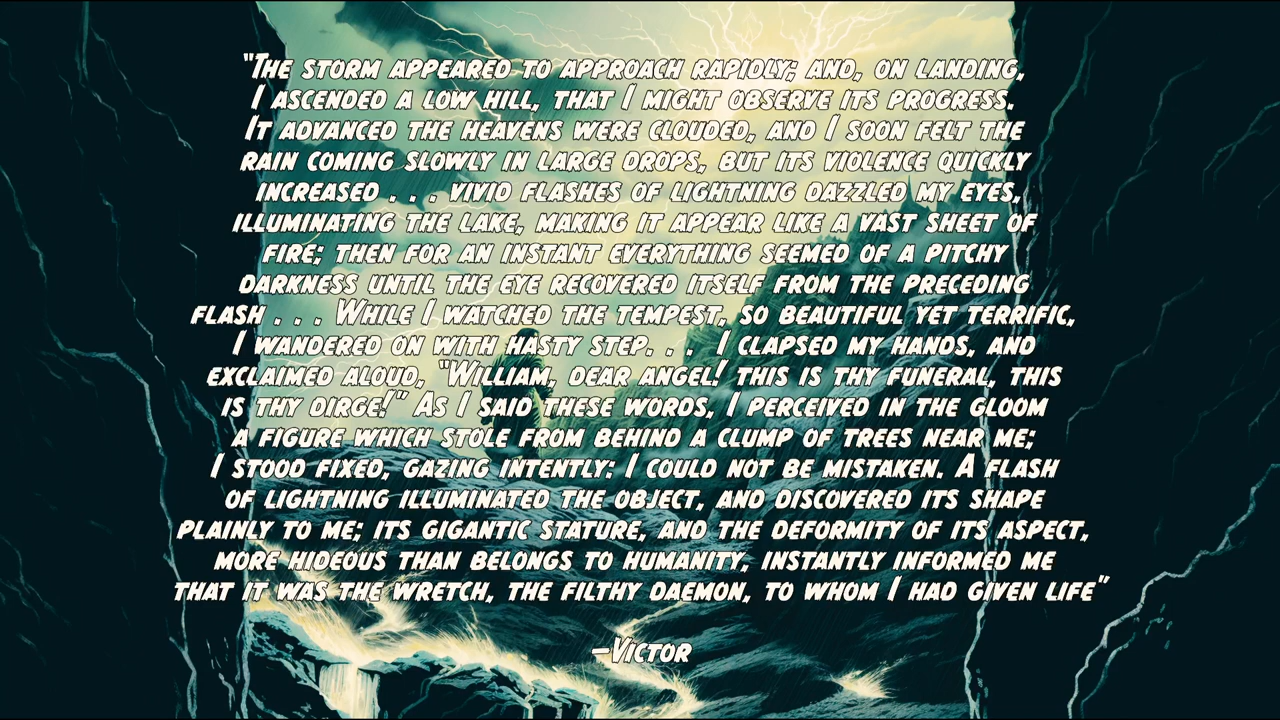 “The storm appeared to approach rapidly; and, on landing,
I ascended a low hill, that I might observe its progress.
It advanced the heavens were clouded, and I soon felt the
rain coming slowly in large drops, but its violence quickly
increased . . . vivid flashes of lightning dazzled my eyes,
illuminating the lake, making it appear like a vast sheet of
fire; then for an instant everything seemed of a pitchy
darkness until the eye recovered itself from the preceding
flash . . . While I watched the tempest, so beautiful yet terrific,
I wandered on with hasty step. . . I clapsed my hands, and
exclaimed aloud, “William, dear angel! this is thy funeral, this
is thy dirge!” As I said these words, I perceived in the gloom
a figure which stole from behind a clump of trees near me;
I stood fixed, gazing intently: I could not be mistaken. A flash
of lightning illuminated the object, and discovered its shape
plainly to me; its gigantic stature, and the deformity of its aspect,
more hideous than belongs to humanity, instantly informed me
that it was the wretch, the filthy daemon, to whom I had given life”
–Victor